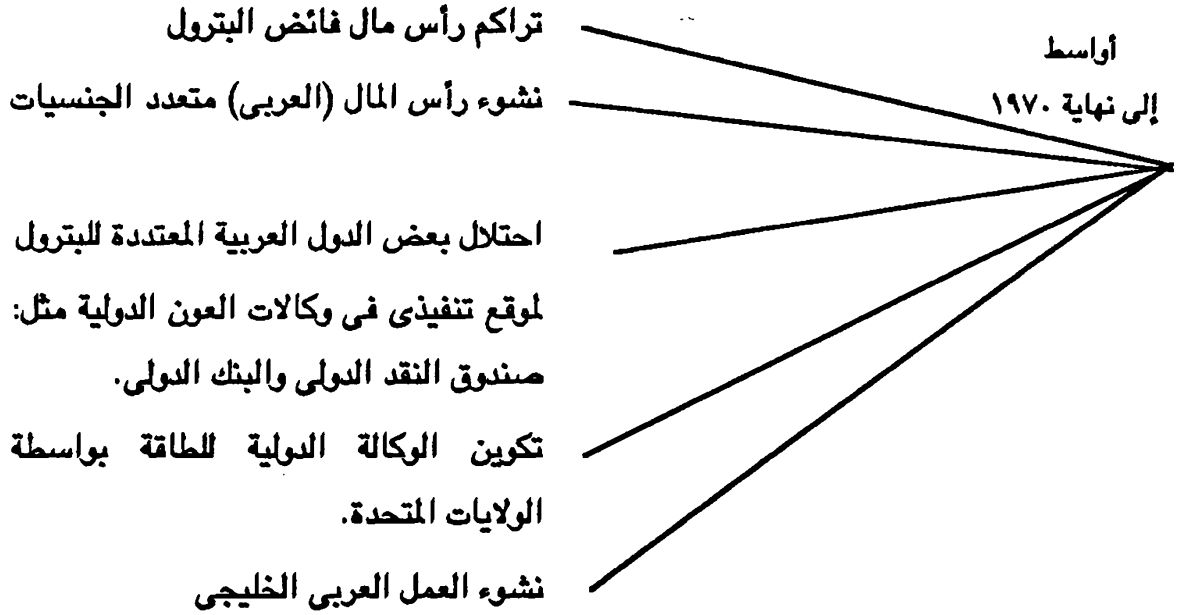 أواسط
إلى نهاية ١٩٧٠
تراكم رأس مال فائض البترول
نشوء رأس المال (العربى) متعدد الجنسيات
احتلال بعض الدول العربية المعتددة للبترول
لموقع تنفيذى فى وكالات العون الدولية مثل:
صندوق النقد الدولى والبنك الدولى.
تكوين الوكالة الدولية للطاقة بواسطة
الولايات المتحدة.
نشوء العمل العربى الخليجى